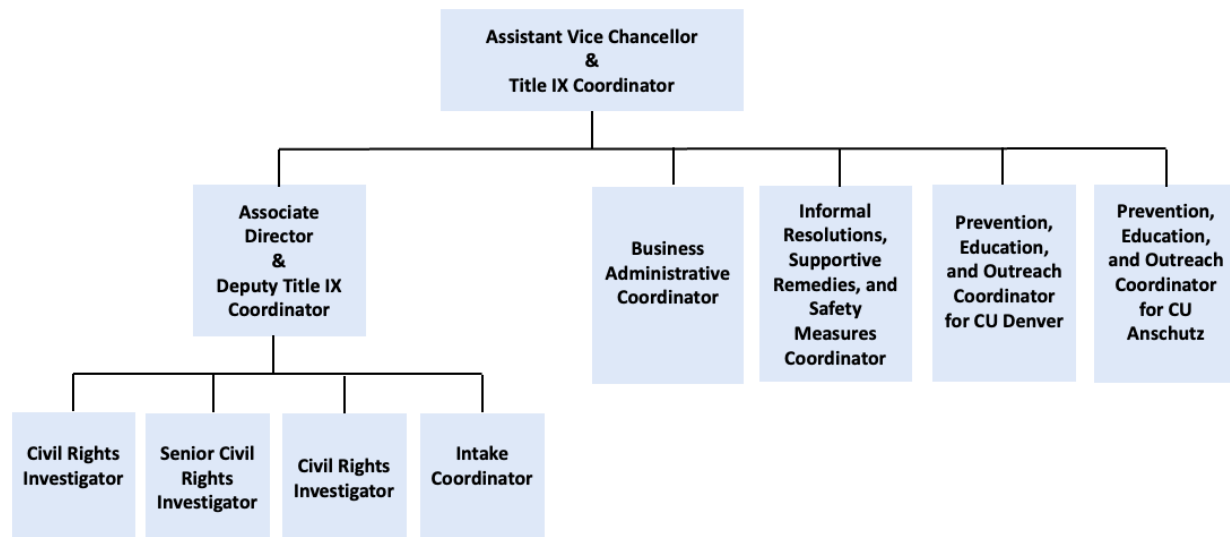 Assistant Vice Chancellor
&
Title IX Coordinator
Associate
Director
&
Deputy Title IX
Coordinator
Business
Administrative
Coordinator
Informal
Resolutions,
Supportive
Remedies, and
Safety
Measures
Coordinator
Prevention,
Education,
and Outreach
Coordinator
for CU Denver
Prevention,
Education,
and Outreach
Coordinator
for CU
Anschutz
Civil Rights
Investigator
Senior Civil
Rights
Investigator
Civil Rights
Investigator
Intake
Coordinator